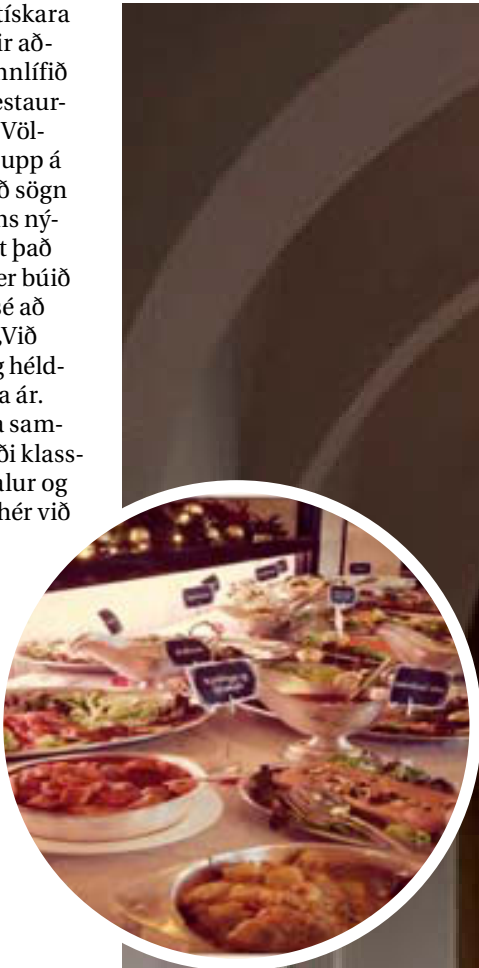 tískara
ir að-
nnlífið
estaur-
Völ-
upp á
ð sögn
ns ný-
t það
er búið
sé að
„Við
g héld-
a ár.
sam-
ði klass-
alur og
hér við